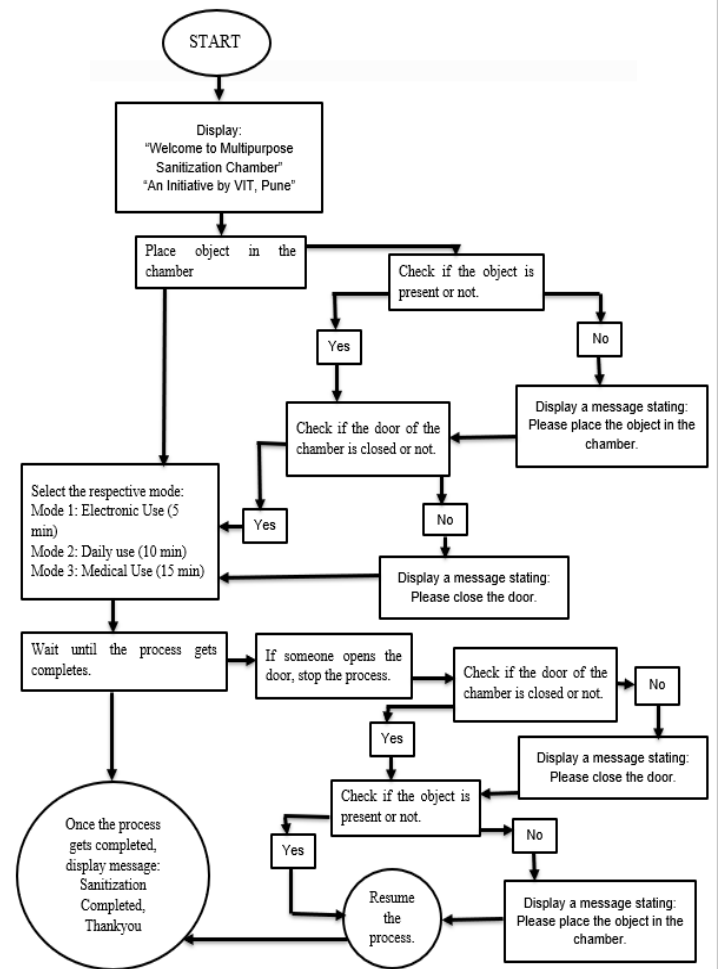 START
Display:
“Welcome to Multipurpose
Sanitization Chamber”
“An Initiative by VIT, Pune”
Place object in the
chamber
Check if the object is
present or not.
Yes
No
Display a message stating:
Please place the object in the
chamber.
Check if the door of the
chamber is closed or not.
Yes
No
Display a message stating:
Please close the door.
Select the respective mode:
Mode 1: Electronic Use (5
min)
Mode 2: Daily use (10 min)
Mode 3: Medical Use (15 min)
Wait until the process gets
completes.
If someone opens the
door, stop the process.
Check if the door of the
chamber is closed or not.
No
Yes
Display a message stating:
Please close the door.
Check if the object is
present or not.
Yes
No
Display a message stating:
Please place the object in the
chamber.
Resume
the
process.
Once the process
gets completed,
display message:
Sanitization
Completed,
Thankyou